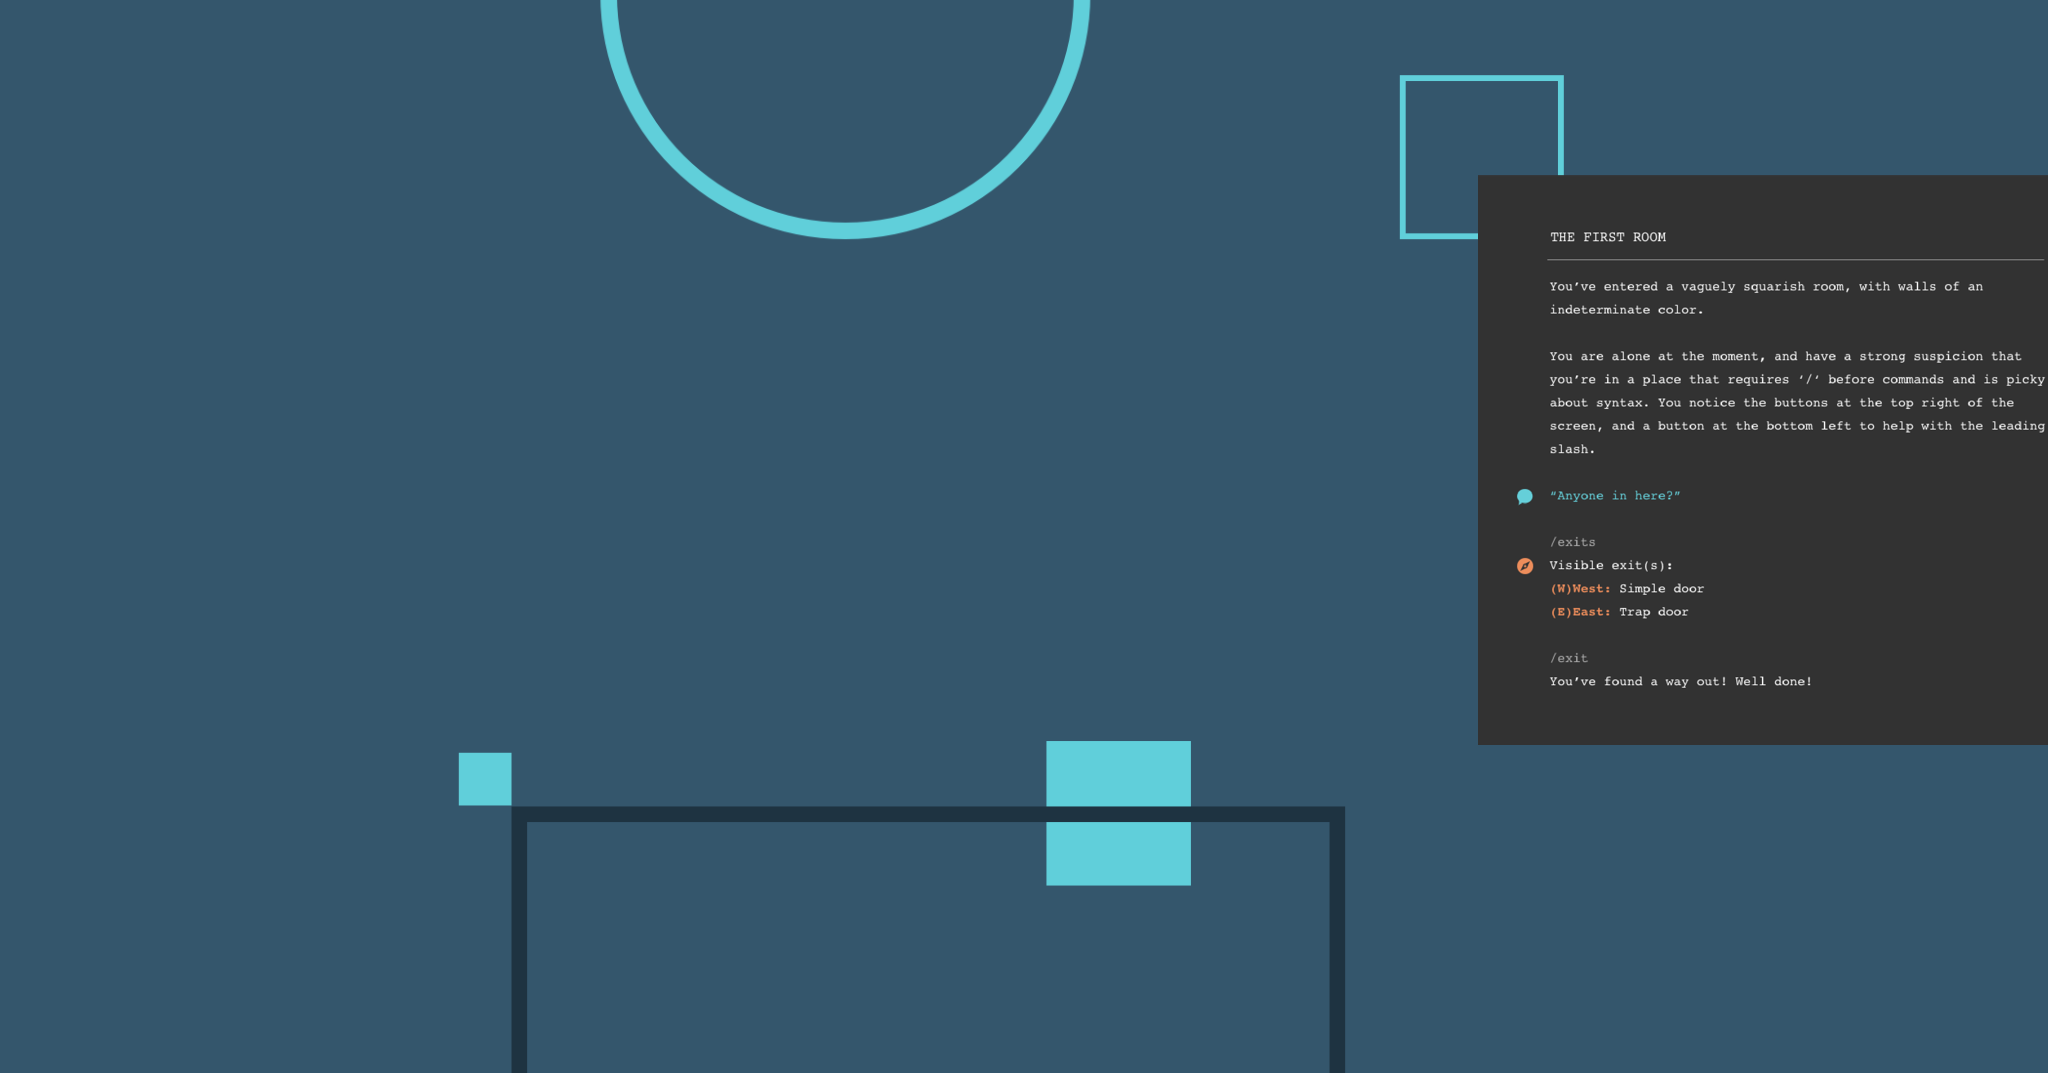 THE FIRST ROOM
You’ve entered a vaguely squarish room, with walls of an
indeterminate color.
You are alone at the moment, and have a strong suspicion that
you’re in a place that requires ‘/‘ before commands and is picky
about syntax. You notice the buttons at the top right of the
screen, and a button at the bottom left to help with the leading
slash.
“Anyone in here?”
/exits
Visible exit(s):
(W)West: Simple door
(E)East: Trap door
/exit
You’ve found a way out! Well done!